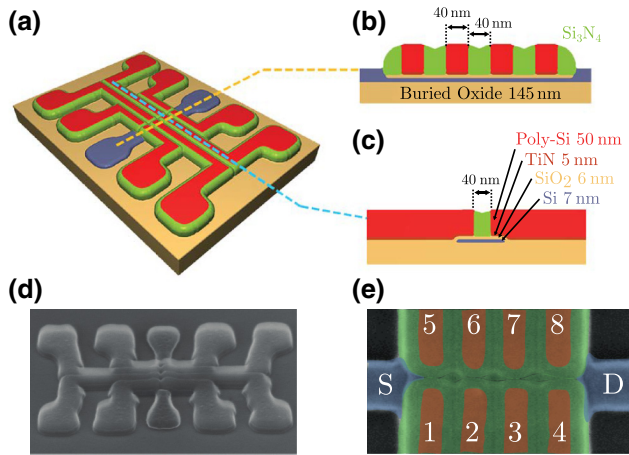 (a)
(b)
40 nm
40 nm
Si3N4
Buried Oxide 145 nm
(c)
Poly-Si 50 nm
TiN 5 nm
SiO2 6 nm
Si 7 nm
40 nm
(d)
(e)
5 6 7 8
S D
1 2 3 4